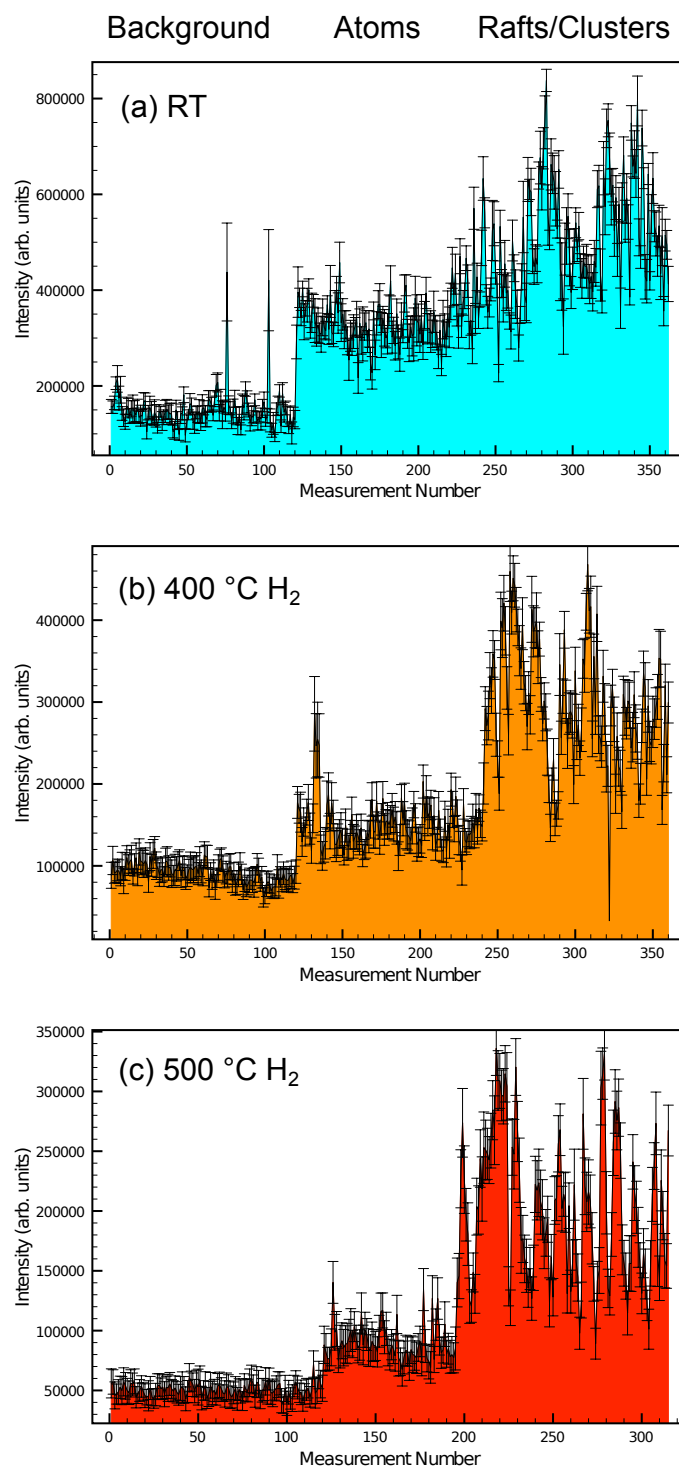 Background Atoms Rafts/Clusters
(a) RT
Intensity (arb. units)
800000
600000
400000
200000
0 50 100 150 200 250 300 350
Measurement Number
(b) 400 °C H₂
Intensity (arb. units)
400000
300000
200000
100000
0 50 100 150 200 250 300 350
Measurement Number
(c) 500 °C H₂
Intensity (arb. units)
350000
300000
250000
200000
150000
100000
50000
0 50 100 150 200 250 300
Measurement Number